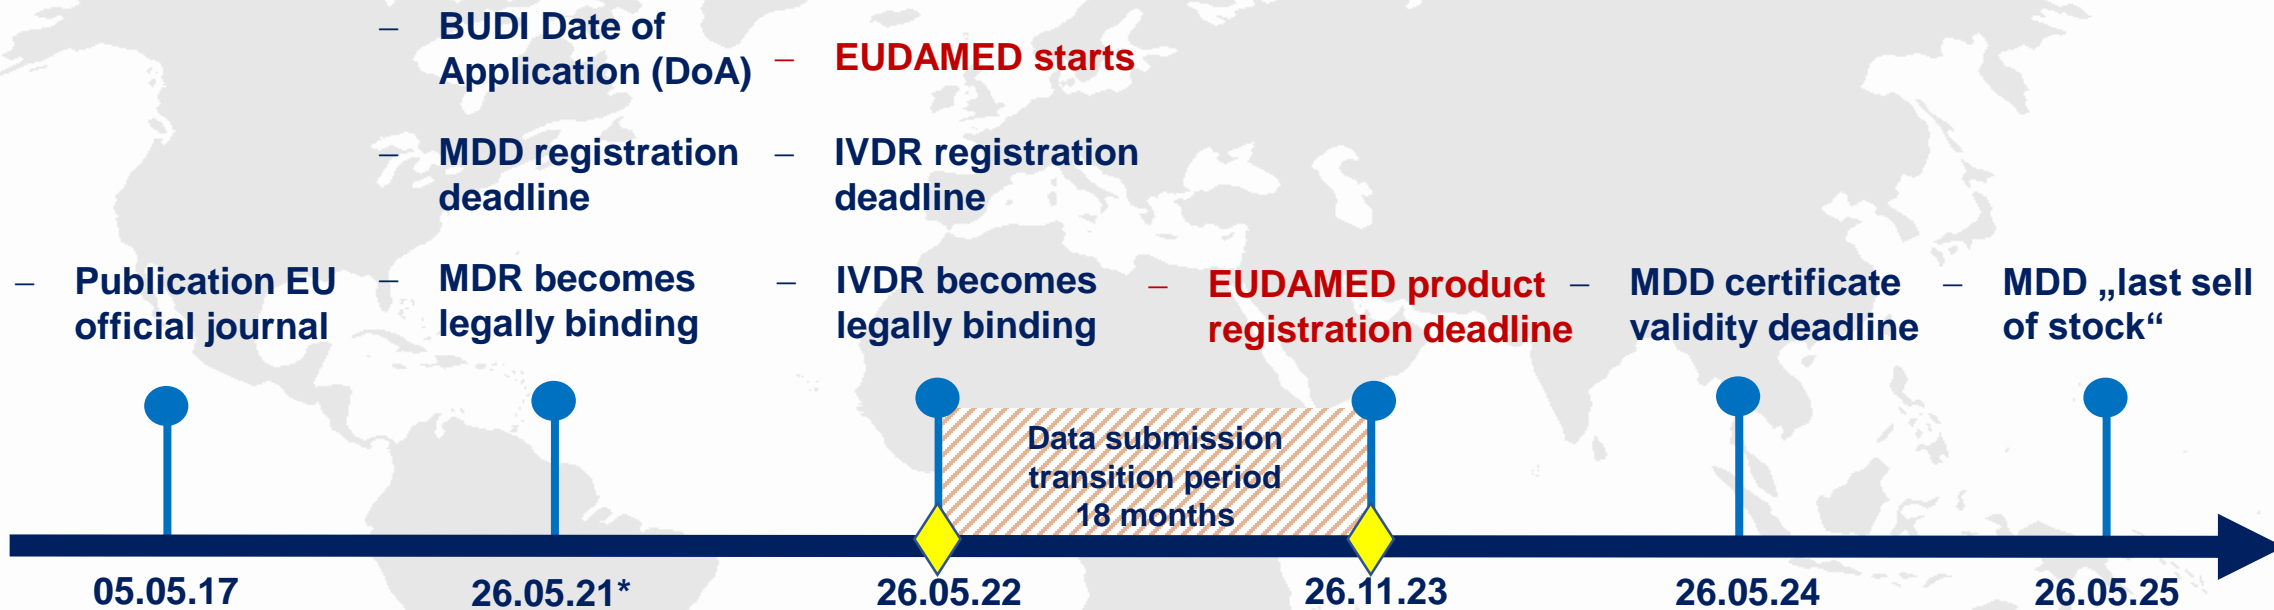 – BUDI Date of
Application (DoA)
– MDD registration
deadline
– EUDAMED starts
– IVDR registration
deadline
– Publication EU
official journal
– MDR becomes
legally binding
– IVDR becomes
legally binding
– EUDAMED product
registration deadline
– MDD certificate
validity deadline
– MDD „last sell
of stock“
Data submission
transition period
18 months
05.05.17
26.05.21*
26.05.22
26.11.23
26.05.24
26.05.25